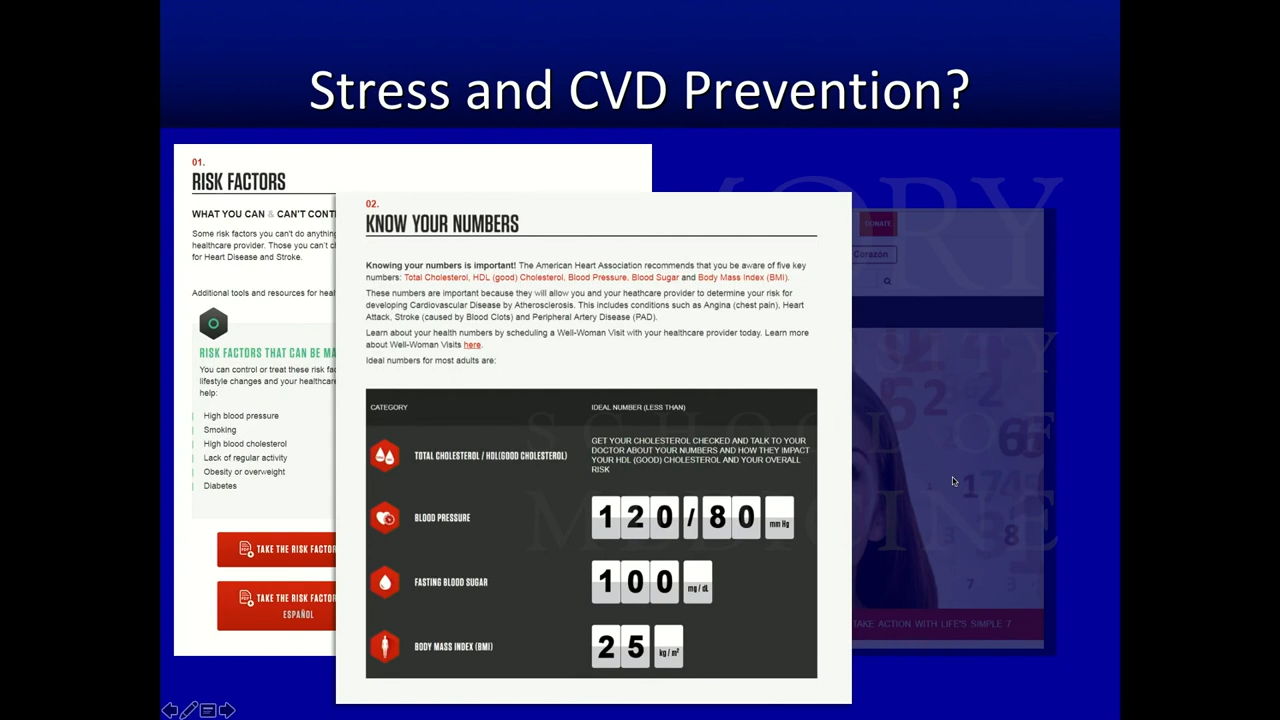 Stress and CVD Prevention?
01.
RISK FACTORS
WHAT YOU CAN & CAN'T CONT
Some risk factors you can't do anything
healthcare provider. Those you can't c
for Heart Disease and Stroke.
Additional tools and resources for heal
RISK FACTORS THAT CAN BE MA
You can control or treat these risk fac
lifestyle changes and your healthcare
help:
High blood pressure
Smoking
High blood cholesterol
Lack of regular activity
Obesity or overweight
Diabetes
TAKE THE RISK FACTOR
TAKE THE RISK FACTOR
ESPAÑOL
02.
KNOW YOUR NUMBERS
Knowing your numbers is important! The American Heart Association recommends that you be aware of five key
numbers: Total Cholesterol, HDL (good) Cholesterol, Blood Pressure, Blood Sugar and Body Mass Index (BMI).
These numbers are important because they will allow you and your heathcare provider to determine your risk for
developing Cardiovascular Disease by Atherosclerosis. This includes conditions such as Angina (chest pain), Heart
Attack, Stroke (caused by Blood Clots) and Peripheral Artery Disease (PAD).
Learn about your health numbers by scheduling a Well-Woman Visit with your healthcare provider today. Learn more
about Well-Woman Visits here.
Ideal numbers for most adults are:
CATEGORY IDEAL NUMBER (LESS THAN)
TOTAL CHOLESTEROL / HDL(GOOD CHOLESTEROL)
GET YOUR CHOLESTEROL CHECKED AND TALK TO YOUR
DOCTOR ABOUT YOUR NUMBERS AND HOW THEY IMPACT
YOUR HDL (GOOD) CHOLESTEROL AND YOUR OVERALL
RISK
BLOOD PRESSURE 120/80 mm Hg
FASTING BLOOD SUGAR 100 mg / dL
BODY MASS INDEX (BMI) 25 kg / m²
DONATE
Corazón
TAKE ACTION WITH LIFE'S SIMPLE 7
SCHOOL
MEDICINE